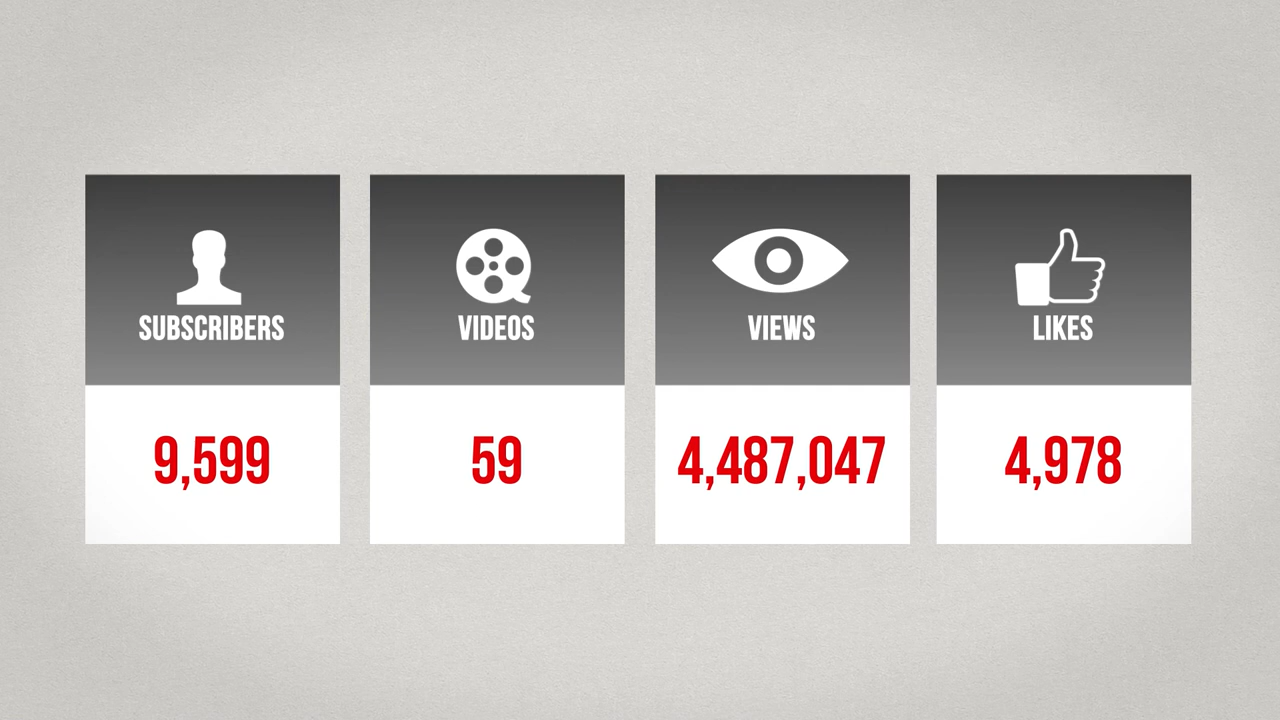 SUBSCRIBERS
9,599
VIDEOS
59
VIEWS
4,487,047
LIKES
4,978